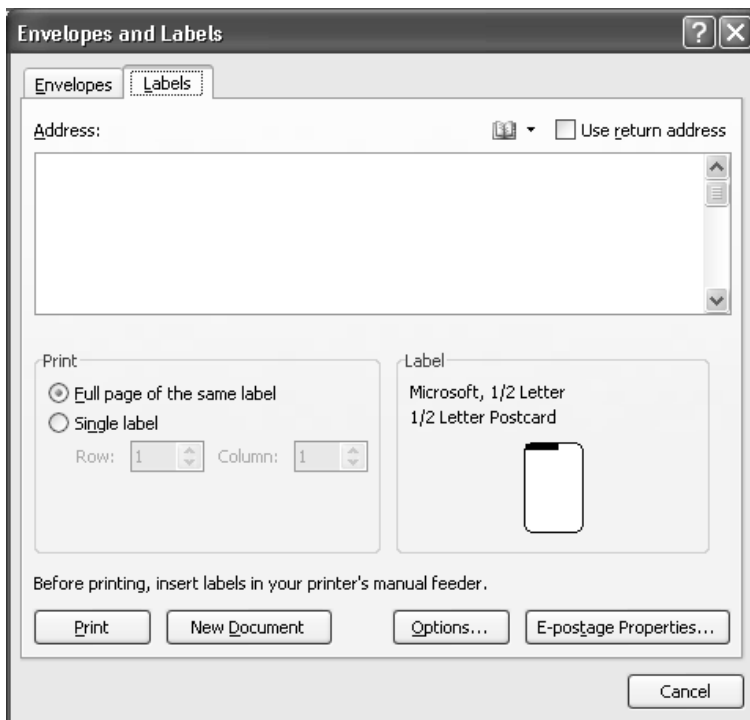 Envelopes and Labels
Envelopes Labels
Address: Use return address
Print
Full page of the same label
Single label
Row: 1 Column: 1
Label
Microsoft, 1/2 Letter
1/2 Letter Postcard
Before printing, insert labels in your printer's manual feeder.
Print New Document Options... E-postage Properties...
Cancel